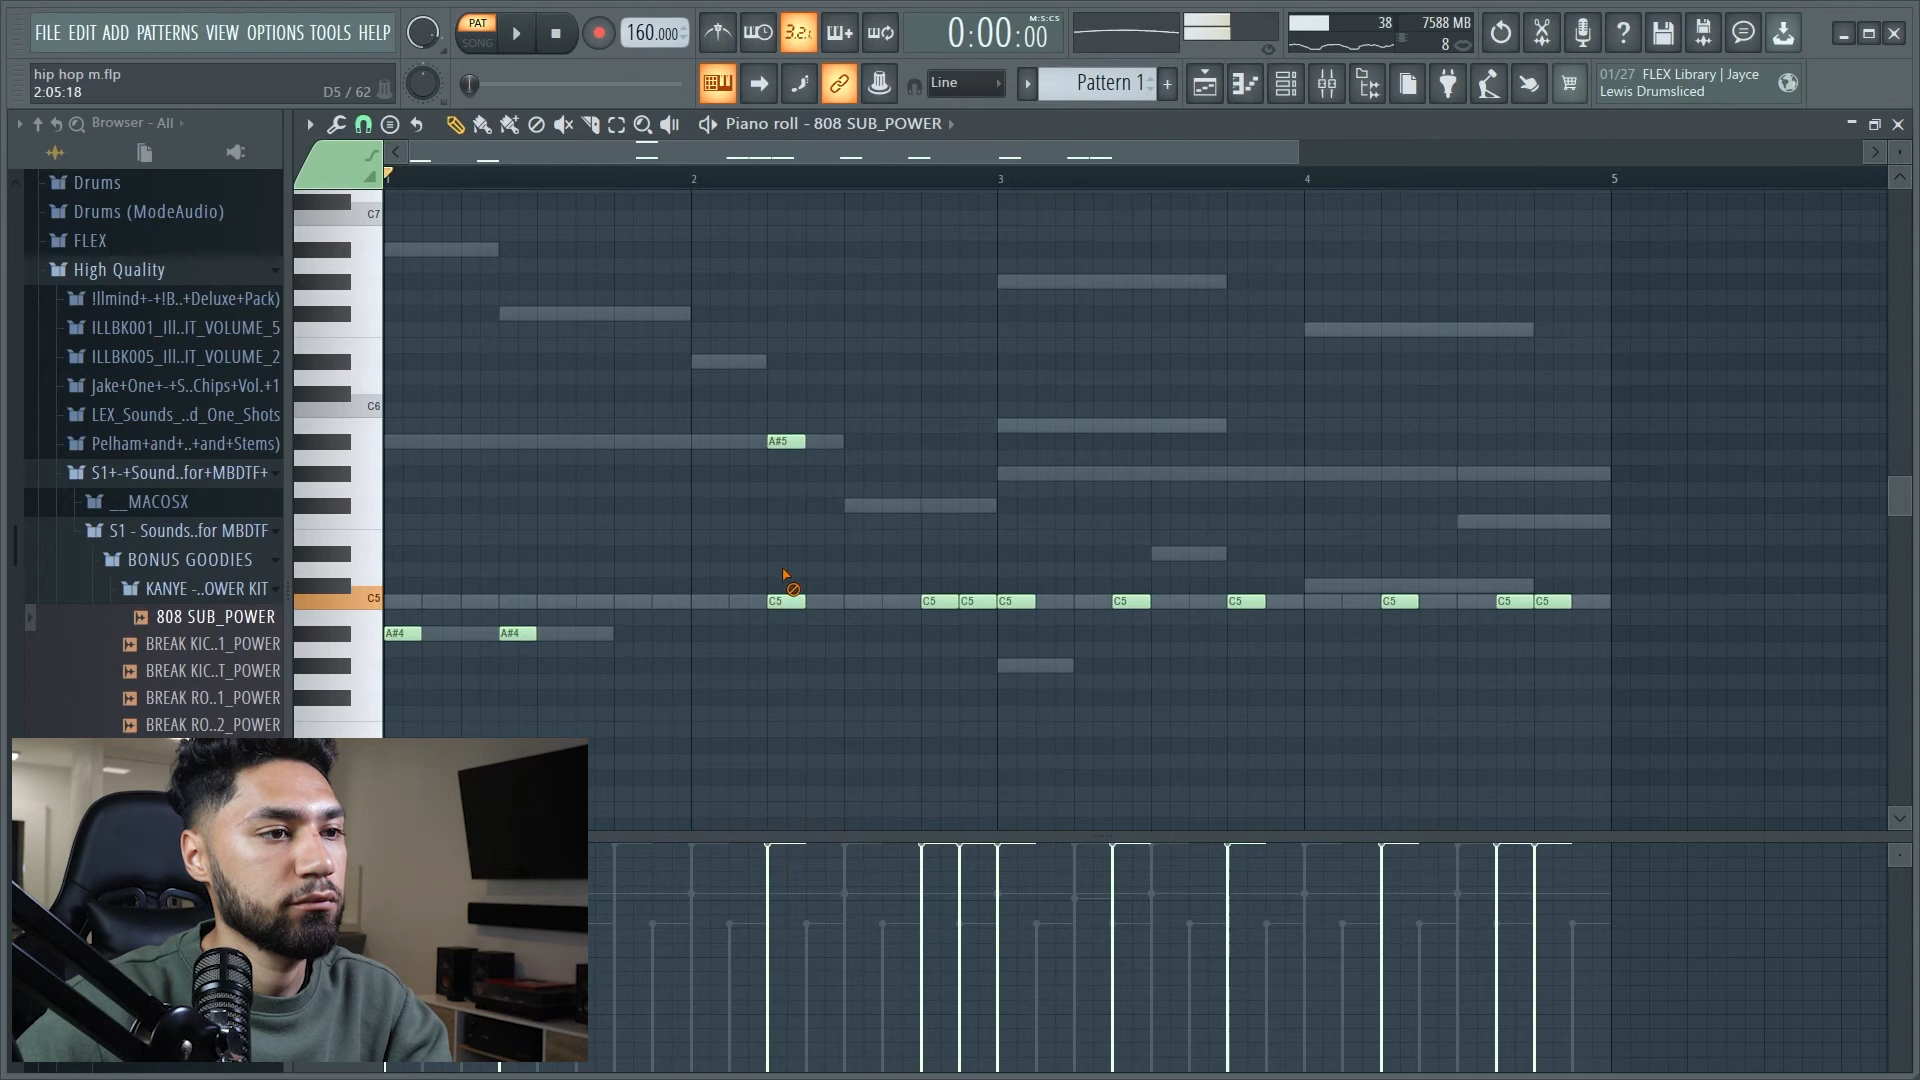 FILE EDIT ADD PATTERNS VIEW OPTIONS TOOLS HELP
PAT
SONG
160.000
3.2.
0:00:00
M:S:CS
38
7588 MB
8
hip hop m.flp
2:05:18
D5 / 62
Line
Pattern 1
+
01/27 FLEX Library | Jayce
Lewis Drumsliced
Browser - All
Piano roll - 808 SUB_POWER
1
2
3
4
5
Drums
Drums (ModeAudio)
FLEX
High Quality
!llmind+-+!B..+Deluxe+Pack)
ILLBK001_Ill..IT_VOLUME_5
ILLBK005_Ill..IT_VOLUME_2
Jake+One+-+S..Chips+Vol.+1
LEX_Sounds_..d_One_Shots
Pelham+and+..+and+Stems)
S1+-+Sound..for+MBDTF+
__MACOSX
S1 - Sounds..for MBDTF
BONUS GOODIES
KANYE -..OWER KIT
808 SUB_POWER
BREAK KIC..1_POWER
BREAK KIC..T_POWER
BREAK RO..1_POWER
BREAK RO..2_POWER
C7
C6
A#5
C5
C5
C5
C5
C5
C5
C5
C5
C5
C5
A#4
A#4